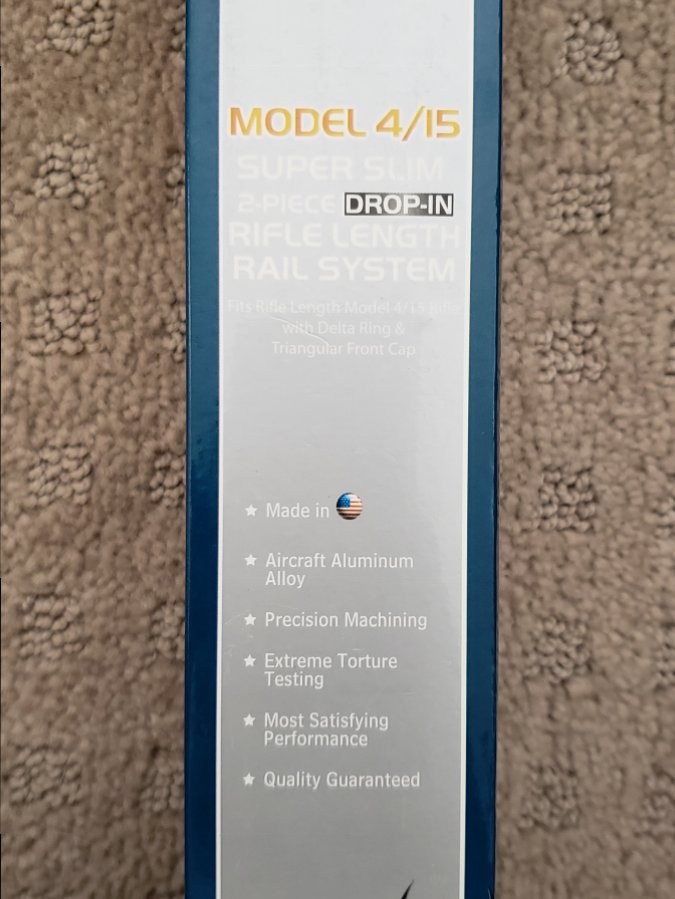 MODEL 4/15
SUPER SLIM
2-PIECE DROP-IN
RIFLE LENGTH
RAIL SYSTEM
Fits Rifle Length Model 4/15 Rifle
with Delta Ring &
Triangular Front Cap
Made in
Aircraft Aluminum
Alloy
Precision Machining
Extreme Torture
Testing
Most Satisfying
Performance
Quality Guaranteed